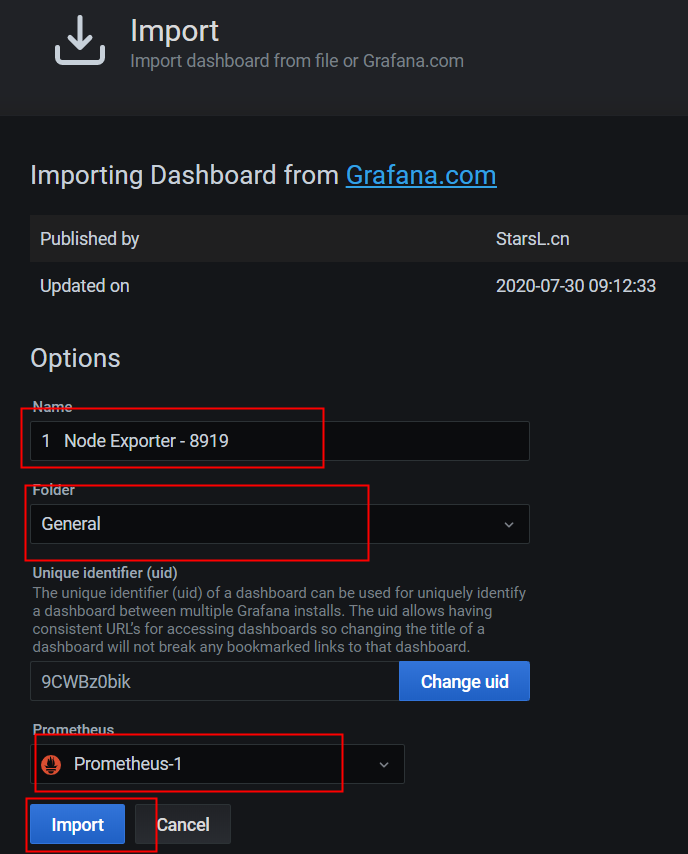 Import
Import dashboard from file or Grafana.com
Importing Dashboard from Grafana.com
Published by StarsL.cn
Updated on 2020-07-30 09:12:33
Options
Name
1 Node Exporter - 8919
Folder
General
Unique identifier (uid)
The unique identifier (uid) of a dashboard can be used for uniquely identify
a dashboard between multiple Grafana installs. The uid allows having
consistent URL's for accessing dashboards so changing the title of a
dashboard will not break any bookmarked links to that dashboard.
9CWBz0bik Change uid
Prometheus
Prometheus-1
Import Cancel